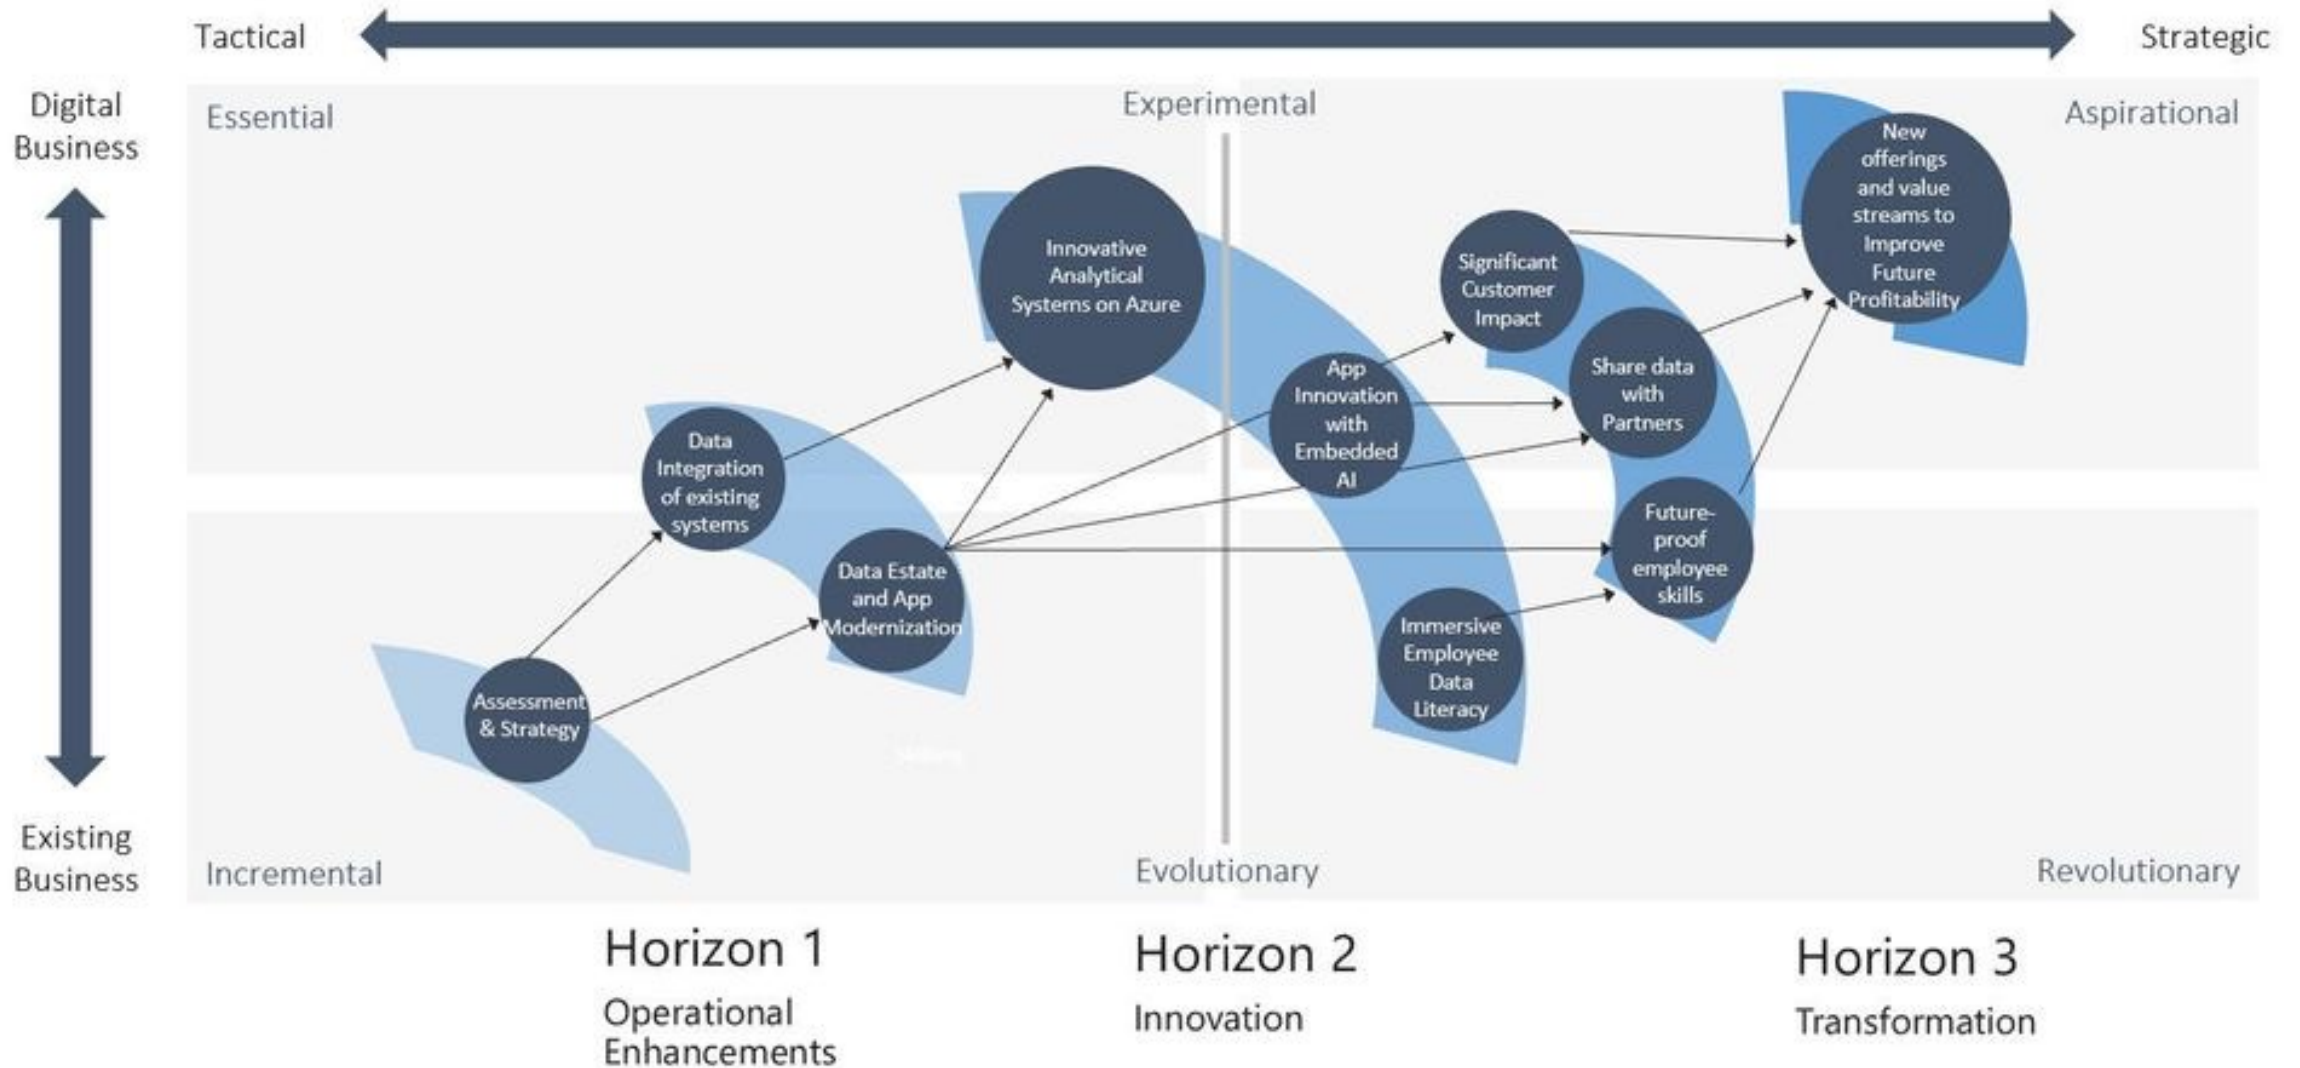 Tactical
Strategic
Digital
Business
Essential
Experimental
Aspirational
New
offerings
and value
streams to
Improve
Future
Profitability
Innovative
Analytical
Systems on Azure
Significant
Customer
Impact
App
Innovation
with
Embedded
AI
Share data
with
Partners
Data
Integration
of existing
systems
Data Estate
and App
Modernization
Future-
proof
employee
skills
Immersive
Employee
Data
Literacy
Assessment
& Strategy
Existing
Business
Incremental
Evolutionary
Revolutionary
Horizon 1
Operational
Enhancements
Horizon 2
Innovation
Horizon 3
Transformation